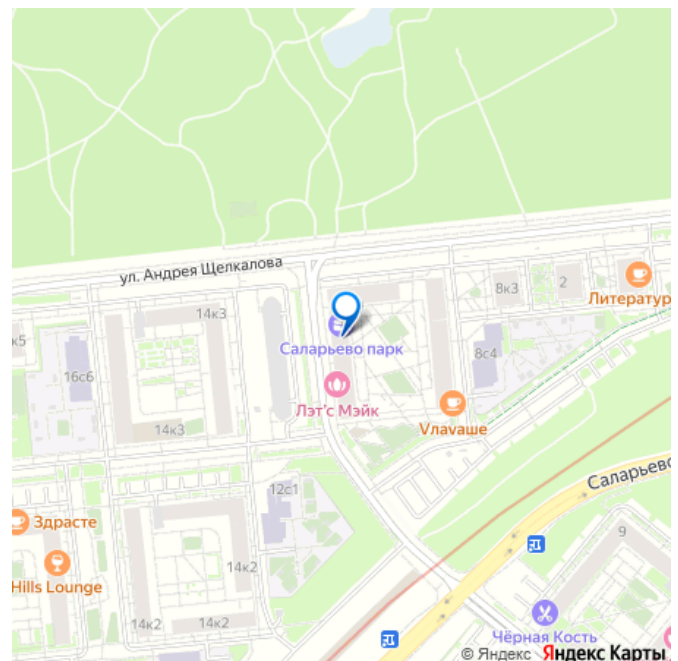 ул. Андрея Щелкалова
8к3
2
Литератур
14к3
Саларьево парк
к5
16с6
8с4
Лэт'с Мэйк
14к3
Vлаvаше
Саларьево
12с1
Здрасте
9
14к2
Hills Lounge
14к2
14к2
Чёрная Кость
© Яндекс Яндекс Карты